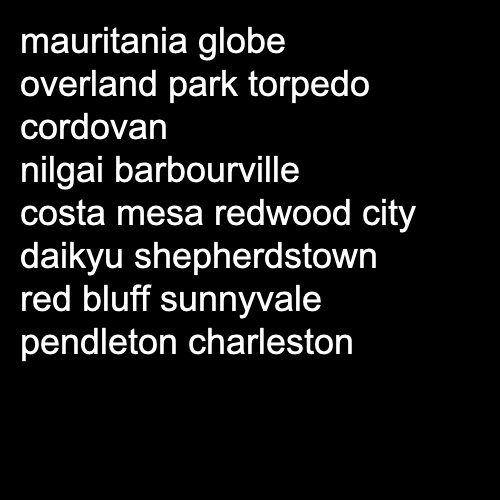 mauritania globe
overland park torpedo
cordovan
nilgai barbourville
costa mesa redwood city
daikyu shepherdstown
red bluff sunnyvale
pendleton charleston